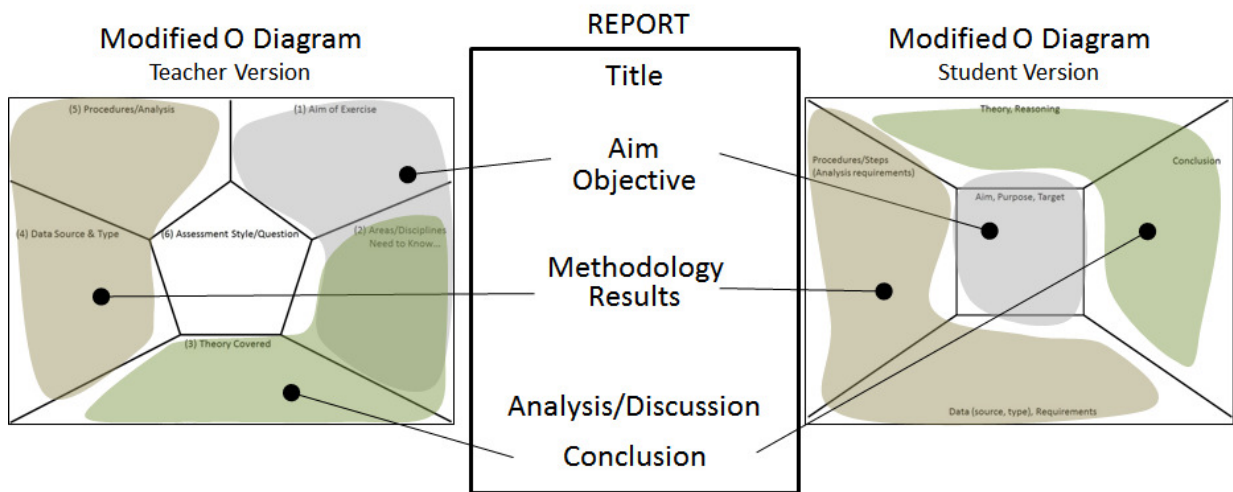 Modified O Diagram
Teacher Version
(5) Procedures/Analysis
(1) Aim of Exercise
(4) Data Source & Type
(6) Assessment Style/Question
(2) Areas/Disciplines
Need to Know...
(3) Theory Covered
REPORT
Title
Aim
Objective
Methodology
Results
Analysis/Discussion
Conclusion
Modified O Diagram
Student Version
Theory, Reasoning
Procedures/Steps
(Analysis requirements)
Conclusion
Aim, Purpose, Target
Data (source, type), Requirements